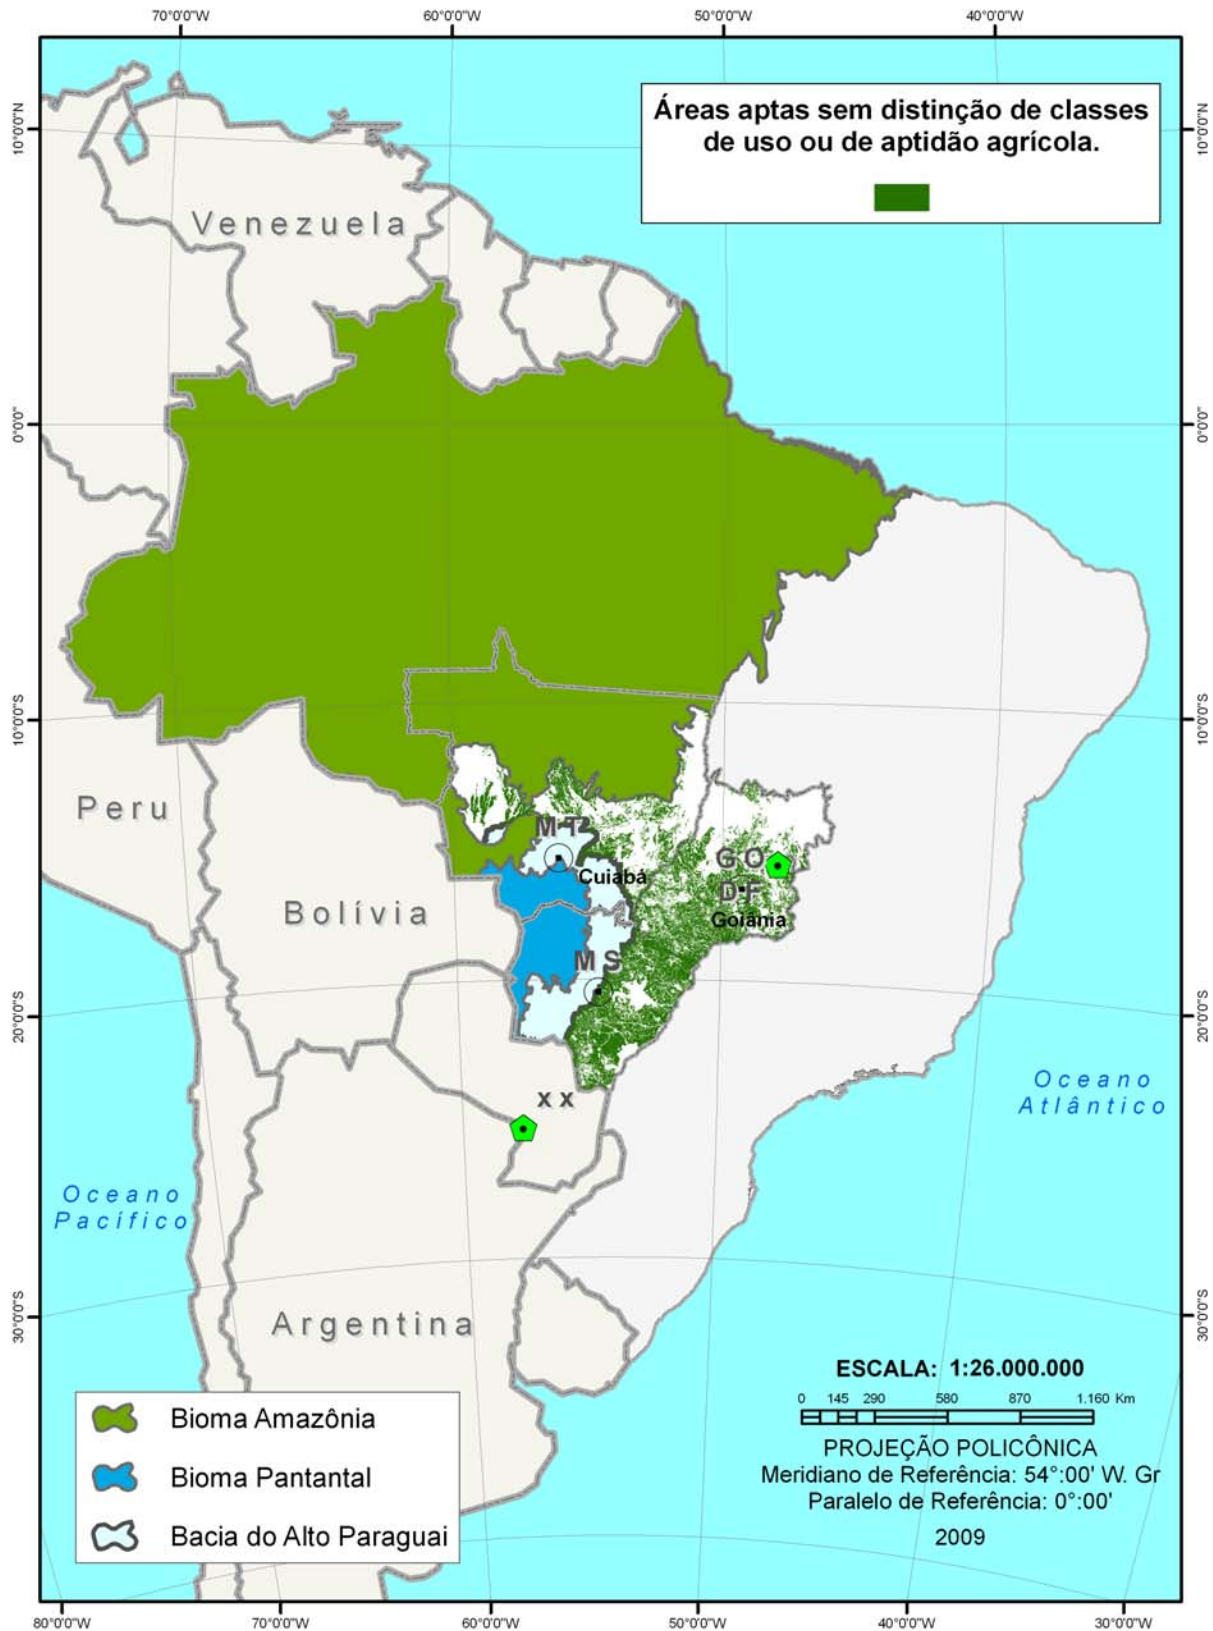 70°0'0"W 60°0'0"W 50°0'0"W 40°0'0"W
10°0'0"N
10°0'0"N
Áreas aptas sem distinção de classes
de uso ou de aptidão agrícola.
Venezuela
0°0'0"
0°0'0"
10°0'0"S
10°0'0"S
Peru
MT
Cuiabá
GO
DF
Goiânia
Bolívia
MS
20°0'0"S
20°0'0"S
Oceano
Atlântico
x x
Oceano
Pacífico
30°0'0"S
30°0'0"S
Argentina
ESCALA: 1:26.000.000
0 145 290 580 870 1.160 Km
PROJEÇÃO POLICÔNICA
Meridiano de Referência: 54°:00' W. Gr
Paralelo de Referência: 0°:00'
2009
Bioma Amazônia
Bioma Pantantal
Bacia do Alto Paraguai
80°0'0"W 70°0'0"W 60°0'0"W 50°0'0"W 40°0'0"W 30°0'0"W